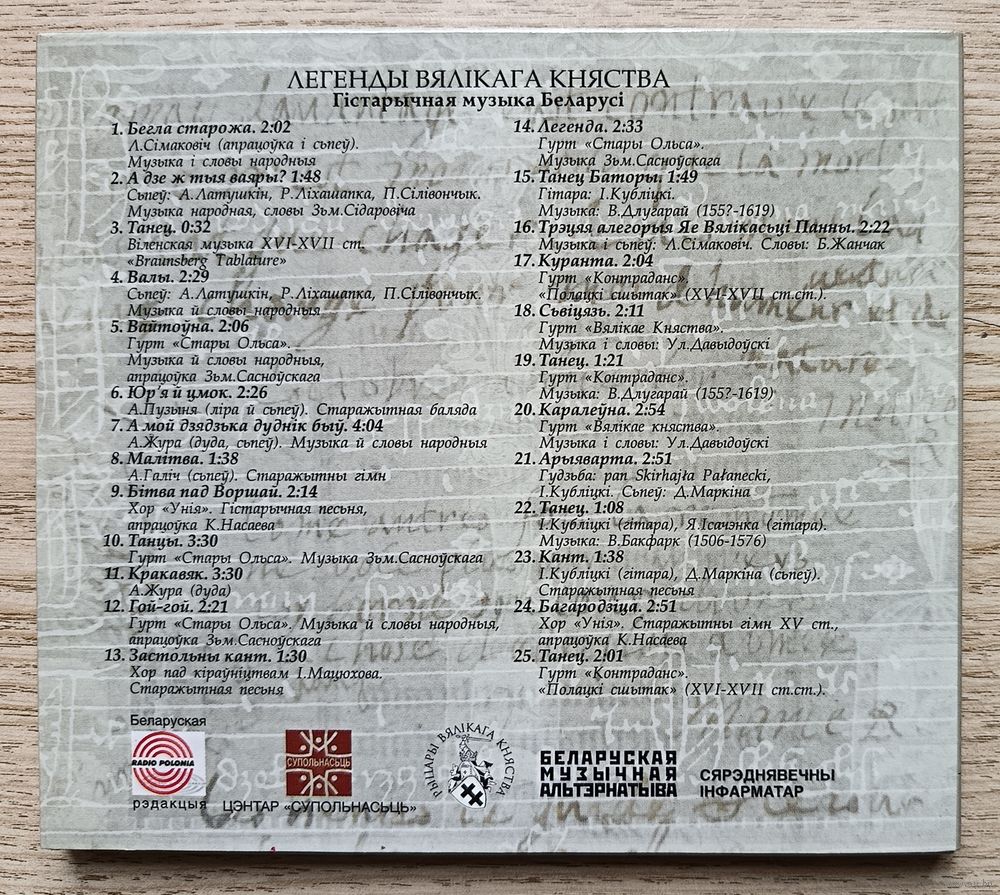 ЛЕГЕНДЫ ВЯЛІКАГА КНЯСТВА
Гістарычная музыка Беларусі
1. Бегла старожа. 2:02
Л.Сімаковіч (апрацоўка і сьпеў).
Музыка і словы народныя
2. А дзе ж тыя ваяры? 1:48
Сьпеў: А.Латушкін, Р.Ліхашапка, П.Сілівончык.
Музыка народная, словы Зьм.Сідаровіча
3. Танец. 0:32
Віленская музыка XVI-XVII ст.
«Braunsberg Tablature»
4. Валы. 2:29
Сьпеў: А.Латушкін, Р.Ліхашапка, П.Сілівончык.
Музыка й словы народныя
5. Вайтоўна. 2:06
Гурт «Стары Ольса».
Музыка й словы народныя,
апрацоўка Зьм.Сасноўскага
6. Юр'я й цмок. 2:26
А.Пузыня (ліра й сьпеў). Старажытная баляда
7. А мой дзядзька дуднік быў. 4:04
А.Жура (дуда, сьпеў). Музыка й словы народныя
8. Малітва. 1:38
А.Галіч (сьпеў). Старажытны гімн
9. Бітва пад Воршай. 2:14
Хор «Унія». Гістарычная песьня,
апрацоўка К.Насаева
10. Танцы. 3:30
Гурт «Стары Ольса». Музыка Зьм.Сасноўскага
11. Кракавяк. 3:30
А.Жура (дуда)
12. Гой-гой. 2:21
Гурт «Стары Ольса». Музыка й словы народныя,
апрацоўка Зьм.Сасноўскага
13. Застольны кант. 1:30
Хор пад кіраўніцтвам І.Мацюхова.
Старажытная песьня
14. Легенда. 2:33
Гурт «Стары Ольса».
Музыка Зьм.Сасноўскага
15. Танец Баторы. 1:49
Гітара: І.Кубліцкі.
Музыка: В.Длугарай (155?-1619)
16. Трэцяя алегорыя Яе Вялікасьці Панны. 2:22
Музыка і сьпеў: Л.Сімаковіч. Словы: Б.Жанчак
17. Куранта. 2:04
Гурт «Контраданс».
«Полацкі сшытак» (XVI-XVII ст.ст.).
18. Сьвіцязь. 2:11
Гурт «Вялікае Княства».
Музыка і словы: Ул.Давыдоўскі
19. Танец. 1:21
Гурт «Контраданс».
Музыка: В.Длугарай (155?-1619)
20. Каралеўна. 2:54
Гурт «Вялікае княства».
Музыка і словы: Ул.Давыдоўскі
21. Арыяварта. 2:51
Гудзьба: pan Skirhajła Pałanecki,
І.Кубліцкі. Сьпеў: Д.Маркіна
22. Танец. 1:08
І.Кубліцкі (гітара), Я.Ісачэнка (гітара).
Музыка: В.Бакфарк (1506-1576)
23. Кант. 1:38
І.Кубліцкі (гітара), Д.Маркіна (сьпеў).
Старажытная песьня
24. Багародзіца. 2:51
Хор «Унія». Старажытны гімн XV ст.,
апрацоўка К.Насаева
25. Танец. 2:01
Гурт «Контраданс».
«Полацкі сшытак» (XVI-XVII ст.ст.).
Беларуская
RADIO POLONIA
рэдакцыя
СУПОЛЬНАСЬЦЬ
ЦЭНТАР «СУПОЛЬНАСЬЦЬ»
РЫЦАРЫ ВЯЛІКАГА КНЯСТВА
БЕЛАРУСКАЯ
МУЗЫЧНАЯ
АЛЬТЭРНАТЫВА
СЯРЭДНЯВЕЧНЫ
ІНФАРМАТАР